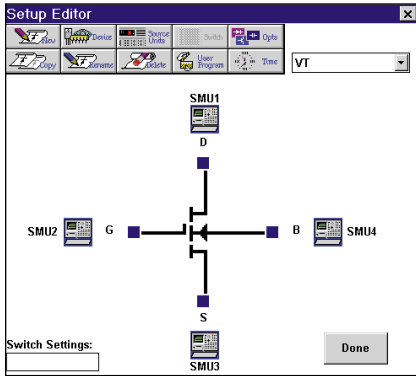 Setup Editor
New Device Source Units Switch Opts
Copy Rename Delete User Program Time
VT
SMU1
D
SMU2 G B SMU4
S
SMU3
Switch Settings:
Done